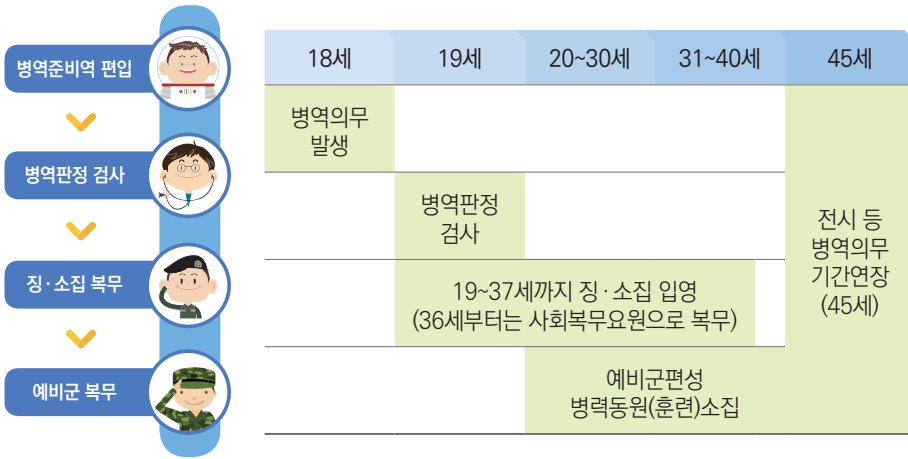 병역준비역 편입
병역판정 검사
징·소집 복무
예비군 복무
18세 19세 20~30세 31~40세 45세
병역의무
발생
병역판정
검사
19~37세까지 징·소집 입영
(36세부터는 사회복무요원으로 복무)
예비군편성
병력동원(훈련)소집
전시 등
병역의무
기간연장
(45세)